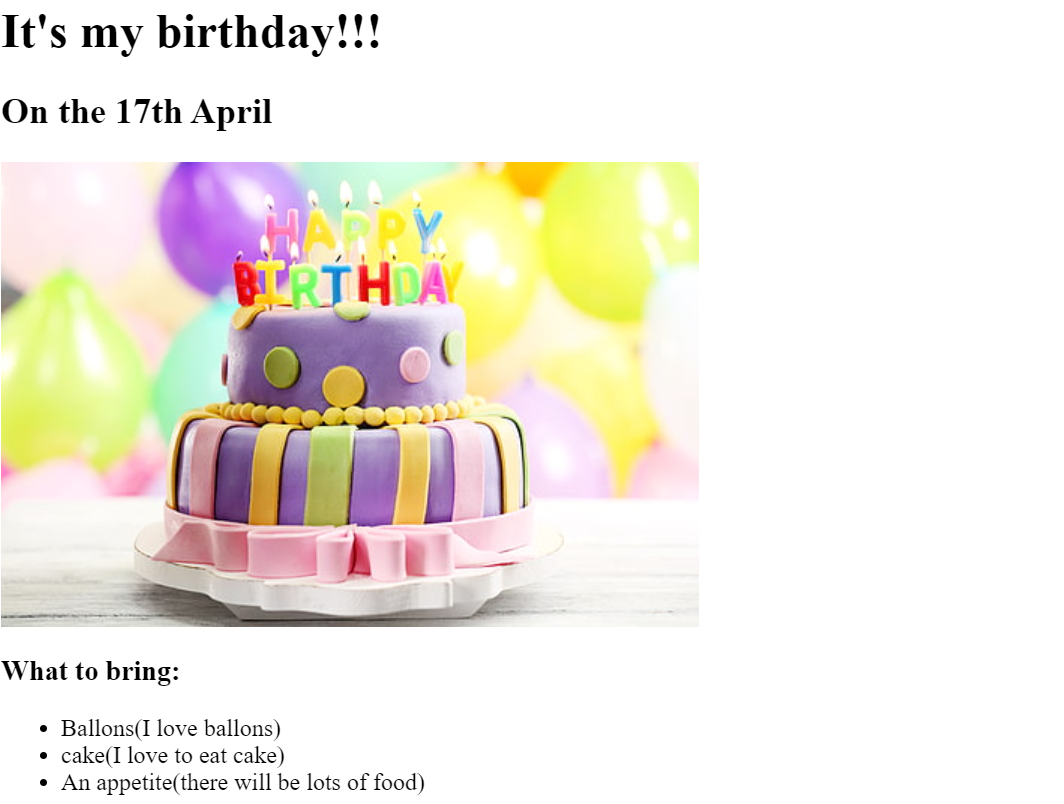 It's my birthday!!!
On the 17th April
HAPPY
BIRTHDAY
What to bring:
Ballons(I love ballons)
cake(I love to eat cake)
An appetite(there will be lots of food)